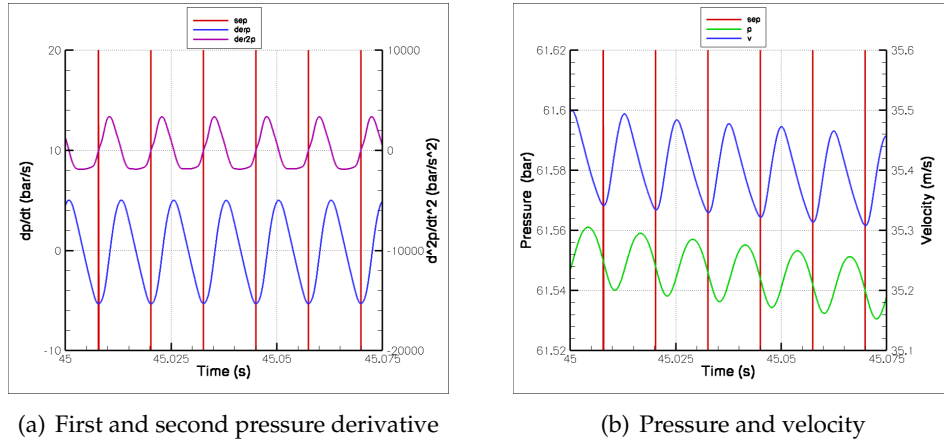 sep
derp
der2p
20
10
0
-10
dp/dt (bar/s)
10000
0
-10000
-20000
d^2p/dt^2 (bar/s^2)
45
45.025
45.05
45.075
Time (s)
(a) First and second pressure derivative
sep
p
v
61.62
61.6
61.58
61.56
61.54
61.52
Pressure (bar)
35.6
35.5
35.4
35.3
35.2
35.1
Velocity (m/s)
45
45.025
45.05
45.075
Time (s)
(b) Pressure and velocity